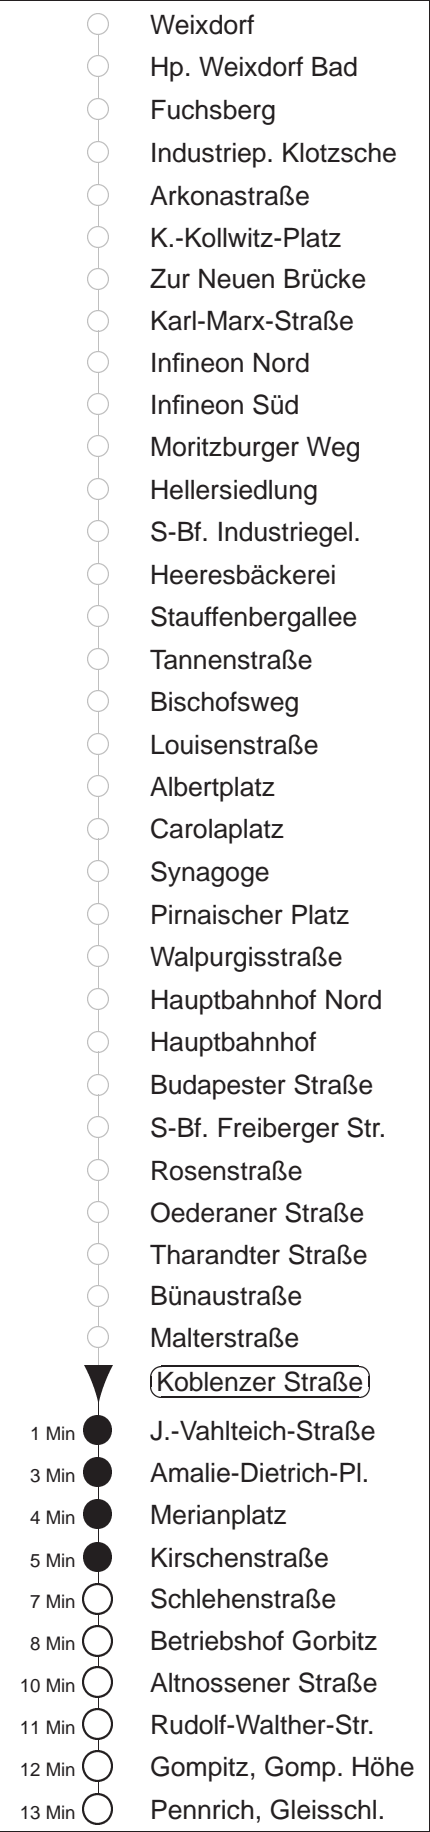 Weixdorf
Hp. Weixdorf Bad
Fuchsberg
Industriep. Klotzsche
Arkonastraße
K.-Kollwitz-Platz
Zur Neuen Brücke
Karl-Marx-Straße
Infineon Nord
Infineon Süd
Moritzburger Weg
Hellersiedlung
S-Bf. Industriegel.
Heeresbäckerei
Stauffenbergallee
Tannenstraße
Bischofsweg
Louisenstraße
Albertplatz
Carolaplatz
Synagoge
Pirnaischer Platz
Walpurgisstraße
Hauptbahnhof Nord
Hauptbahnhof
Budapester Straße
S-Bf. Freiberger Str.
Rosenstraße
Oederaner Straße
Tharandter Straße
Bünaustraße
Malterstraße
Koblenzer Straße
1 Min J.-Vahlteich-Straße
3 Min Amalie-Dietrich-Pl.
4 Min Merianplatz
5 Min Kirschenstraße
7 Min Schlehenstraße
8 Min Betriebshof Gorbitz
10 Min Altnossener Straße
11 Min Rudolf-Walther-Str.
12 Min Gompitz, Gomp. Höhe
13 Min Pennrich, Gleisschl.